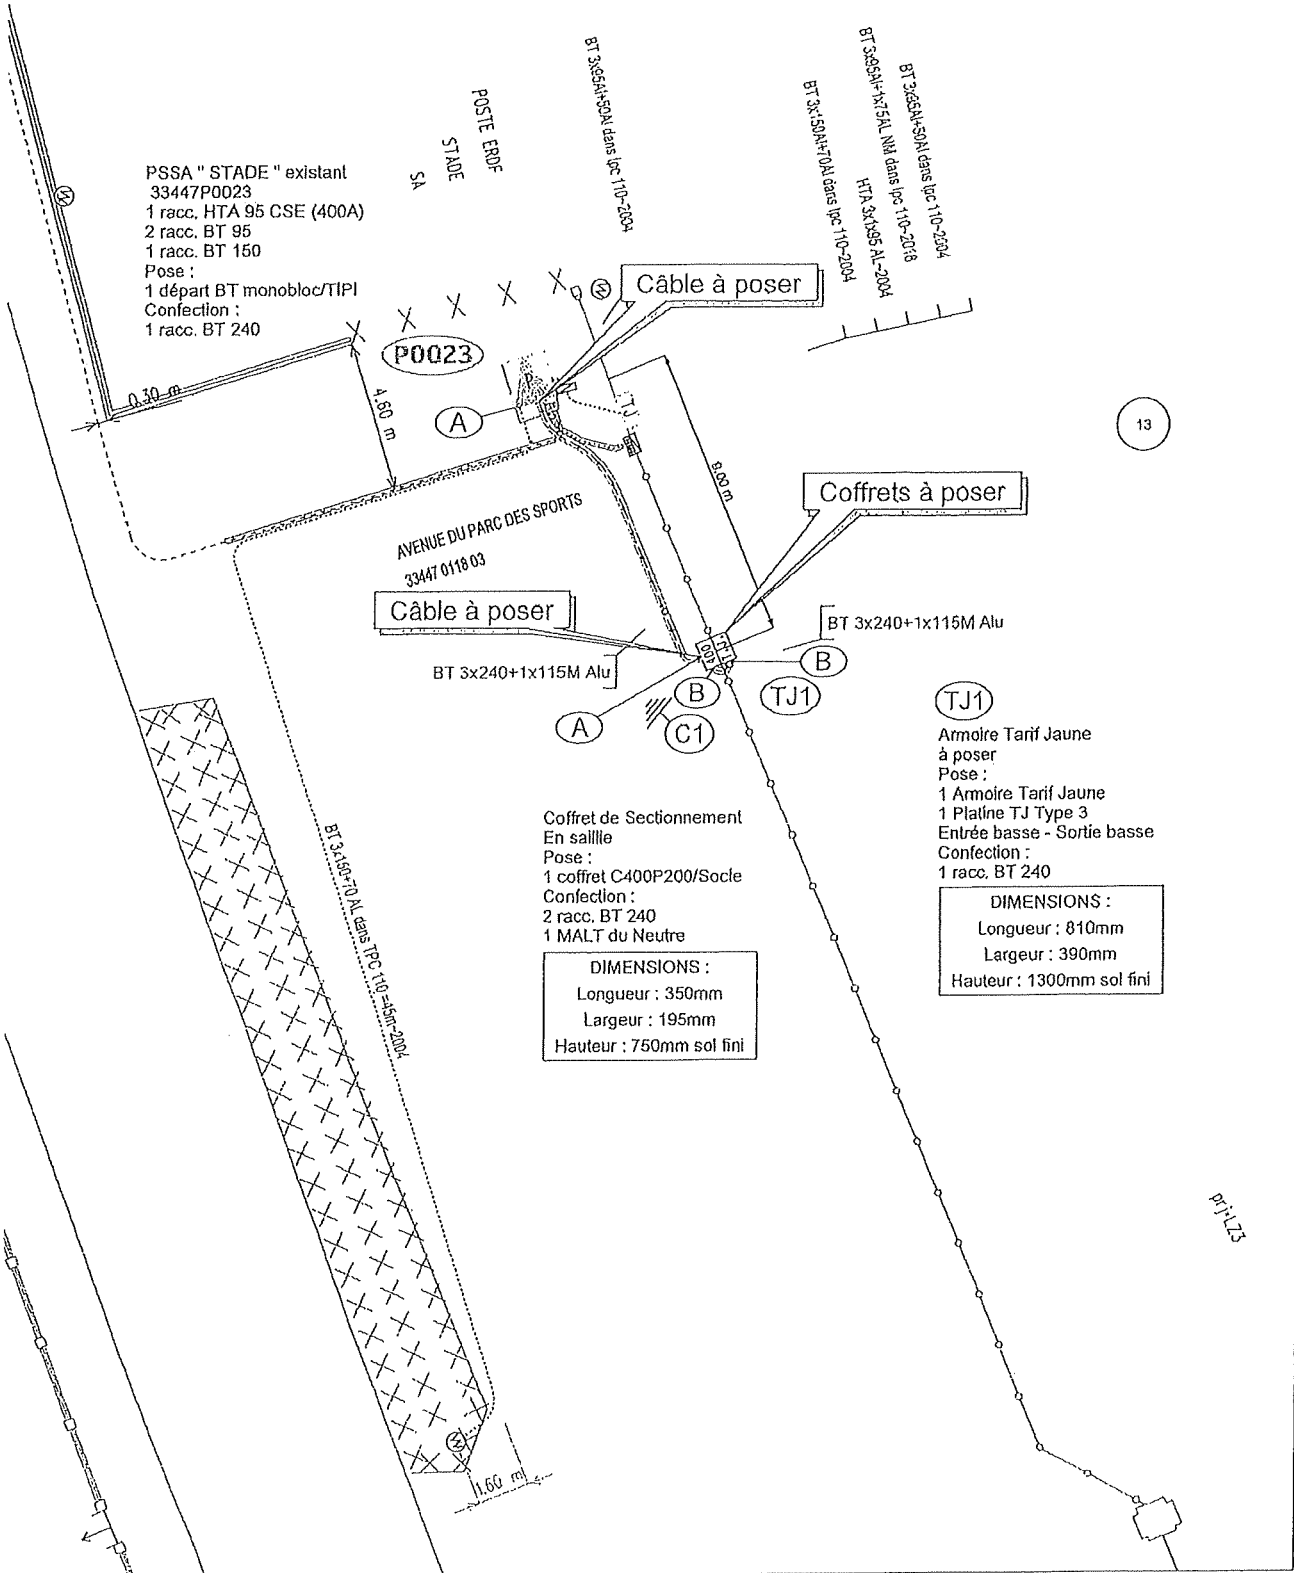 PSSA " STADE " existant
33447P0023
1 racc. HTA 95 CSE (400A)
2 racc. BT 95
1 racc. BT 150
Pose :
1 départ BT monobloc/TIPI
Confection :
1 racc. BT 240
POSTE ERDF
STADE
SA
BT 3x95Al+50Al dans tpc 110-2004
BT 3x150Al+70Al dans tpc 110-2004
HTA 3x1x95 AL-2004
BT 3x95Al+1x75AL NM dans tpc 110-2018
BT 3x95Al+50Al dans tpc 110-2004
Câble à poser
P0023
0.30 m
4.60 m
A
P
TJ
9.00 m
13
Coffrets à poser
AVENUE DU PARC DES SPORTS
33447 0118 03
Câble à poser
BT 3x240+1x115M Alu
BT 3x240+1x115M Alu
T.J.
400
B
B
TJ1
A
C1
TJ1
Armoire Tarif Jaune
à poser
Pose :
1 Armoire Tarif Jaune
1 Platine TJ Type 3
Entrée basse - Sortie basse
Confection :
1 racc. BT 240
DIMENSIONS :
Longueur : 810mm
Largeur : 390mm
Hauteur : 1300mm sol fini
Coffret de Sectionnement
En saillie
Pose :
1 coffret C400P200/Socle
Confection :
2 racc. BT 240
1 MALT du Neutre
DIMENSIONS :
Longueur : 350mm
Largeur : 195mm
Hauteur : 750mm sol fini
BT 3x150+70 AL dans TPC 110=45m-2004
prj-LZ3
1.60 m